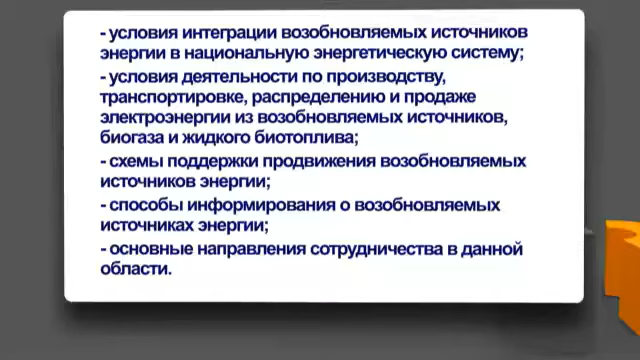 - условия интеграции возобновляемых источников
энергии в национальную энергетическую систему;
- условия деятельности по производству,
транспортировке, распределению и продаже
электроэнергии из возобновляемых источников,
биогаза и жидкого биотоплива;
- схемы поддержки продвижения возобновляемых
источников энергии;
- способы информирования о возобновляемых
источниках энергии;
- основные направления сотрудничества в данной
области.